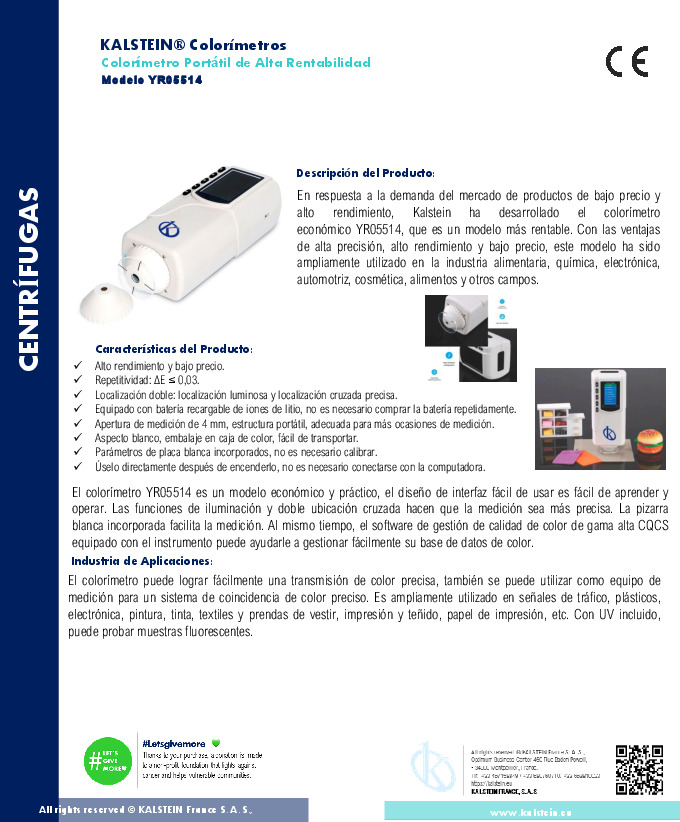 KALSTEIN® Colorímetros
Colorímetro Portátil de Alta Rentabilidad
Modelo YR05514
CE
CENTRÍFUGAS
Descripción del Producto:
En respuesta a la demanda del mercado de productos de bajo precio y
alto rendimiento, Kalstein ha desarrollado el colorímetro
económico YR05514, que es un modelo más rentable. Con las ventajas
de alta precisión, alto rendimiento y bajo precio, este modelo ha sido
ampliamente utilizado en la industria alimentaria, química, electrónica,
automotriz, cosmética, alimentos y otros campos.
Características del Producto:
✓ Alto rendimiento y bajo precio.
✓ Repetitividad: ΔE ≤ 0,03.
✓ Localización doble: localización luminosa y localización cruzada precisa.
✓ Equipado con batería recargable de iones de litio, no es necesario comprar la batería repetidamente.
✓ Apertura de medición de 4 mm, estructura portátil, adecuada para más ocasiones de medición.
✓ Aspecto blanco, embalaje en caja de color, fácil de transportar.
✓ Parámetros de placa blanca incorporados, no es necesario calibrar.
✓ Úselo directamente después de encenderlo, no es necesario conectarse con la computadora.
El colorímetro YR05514 es un modelo económico y práctico, el diseño de interfaz fácil de usar es fácil de aprender y
operar. Las funciones de iluminación y doble ubicación cruzada hacen que la medición sea más precisa. La pizarra
blanca incorporada facilita la medición. Al mismo tiempo, el software de gestión de calidad de color de gama alta CQCS
equipado con el instrumento puede ayudarle a gestionar fácilmente su base de datos de color.
Industria de Aplicaciones:
El colorímetro puede lograr fácilmente una transmisión de color precisa, también se puede utilizar como equipo de
medición para un sistema de coincidencia de color preciso. Es ampliamente utilizado en señales de tráfico, plásticos,
electrónica, pintura, tinta, textiles y prendas de vestir, impresión y teñido, papel de impresión, etc. Con UV incluido,
puede probar muestras fluorescentes.
# LET'S
GIVE
MORE
#Letsgivemore
Thanks to your purchase, a donation is made
to a non-profit foundation that fights against
cancer and helps vulnerable communities.
All rights reserved ® KALSTEIN France S. A. S.,
KALSTEIN FRANCE, S. A. S
All rights reserved © KALSTEIN France S. A. S.,
www.kalstein.eu